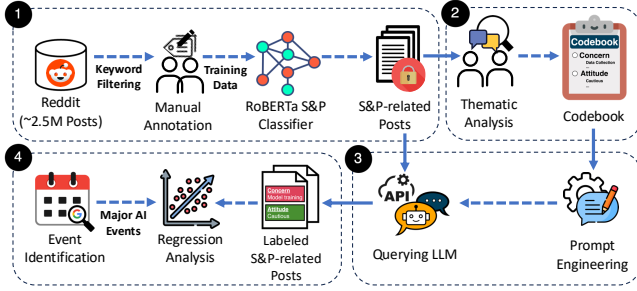 1
Reddit
(~2.5M Posts)
Keyword
Filtering
Manual
Annotation
Training
Data
RoBERTa S&P
Classifier
S&P-related
Posts
2
Thematic
Analysis
Codebook
Concern
Data Collection
...
Attitude
Cautious
...
Codebook
3
Prompt
Engineering
API
Querying LLM
4
Event
Identification
G
Major AI
Events
Regression
Analysis
Concern
Model training
Attitude
Cautious
Labeled
S&P-related
Posts